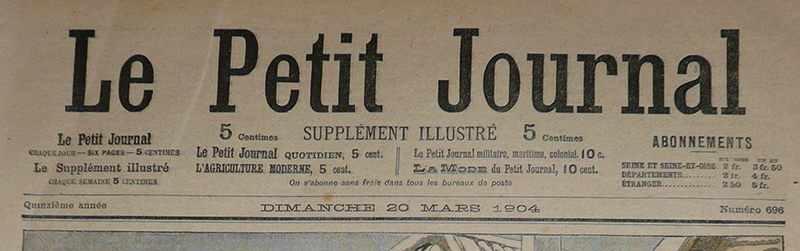 Le Petit Journal
Le Petit Journal
CHAQUE JOUR — SIX PAGES — 5 CENTIMES
Le Supplément illustré
CHAQUE SEMAINE 5 CENTIMES
5 Centimes SUPPLÉMENT ILLUSTRÉ 5 Centimes
Le Petit Journal QUOTIDIEN, 5 cent.
L'AGRICULTURE MODERNE, 5 cent.
Le Petit Journal militaire, maritime, colonial. 10 c.
LA MODE du Petit Journal, 10 cent.
On s'abonne sans frais dans tous les bureaux de poste
ABONNEMENTS
SIX MOIS UN AN
SEINE ET SEINE-ET-OISE 2 fr. 3 fr. 50
DÉPARTEMENTS 2 fr. 4 fr.
ÉTRANGER 2 50 5 fr.
Quinzième année DIMANCHE 20 MARS 1904 Numéro 696